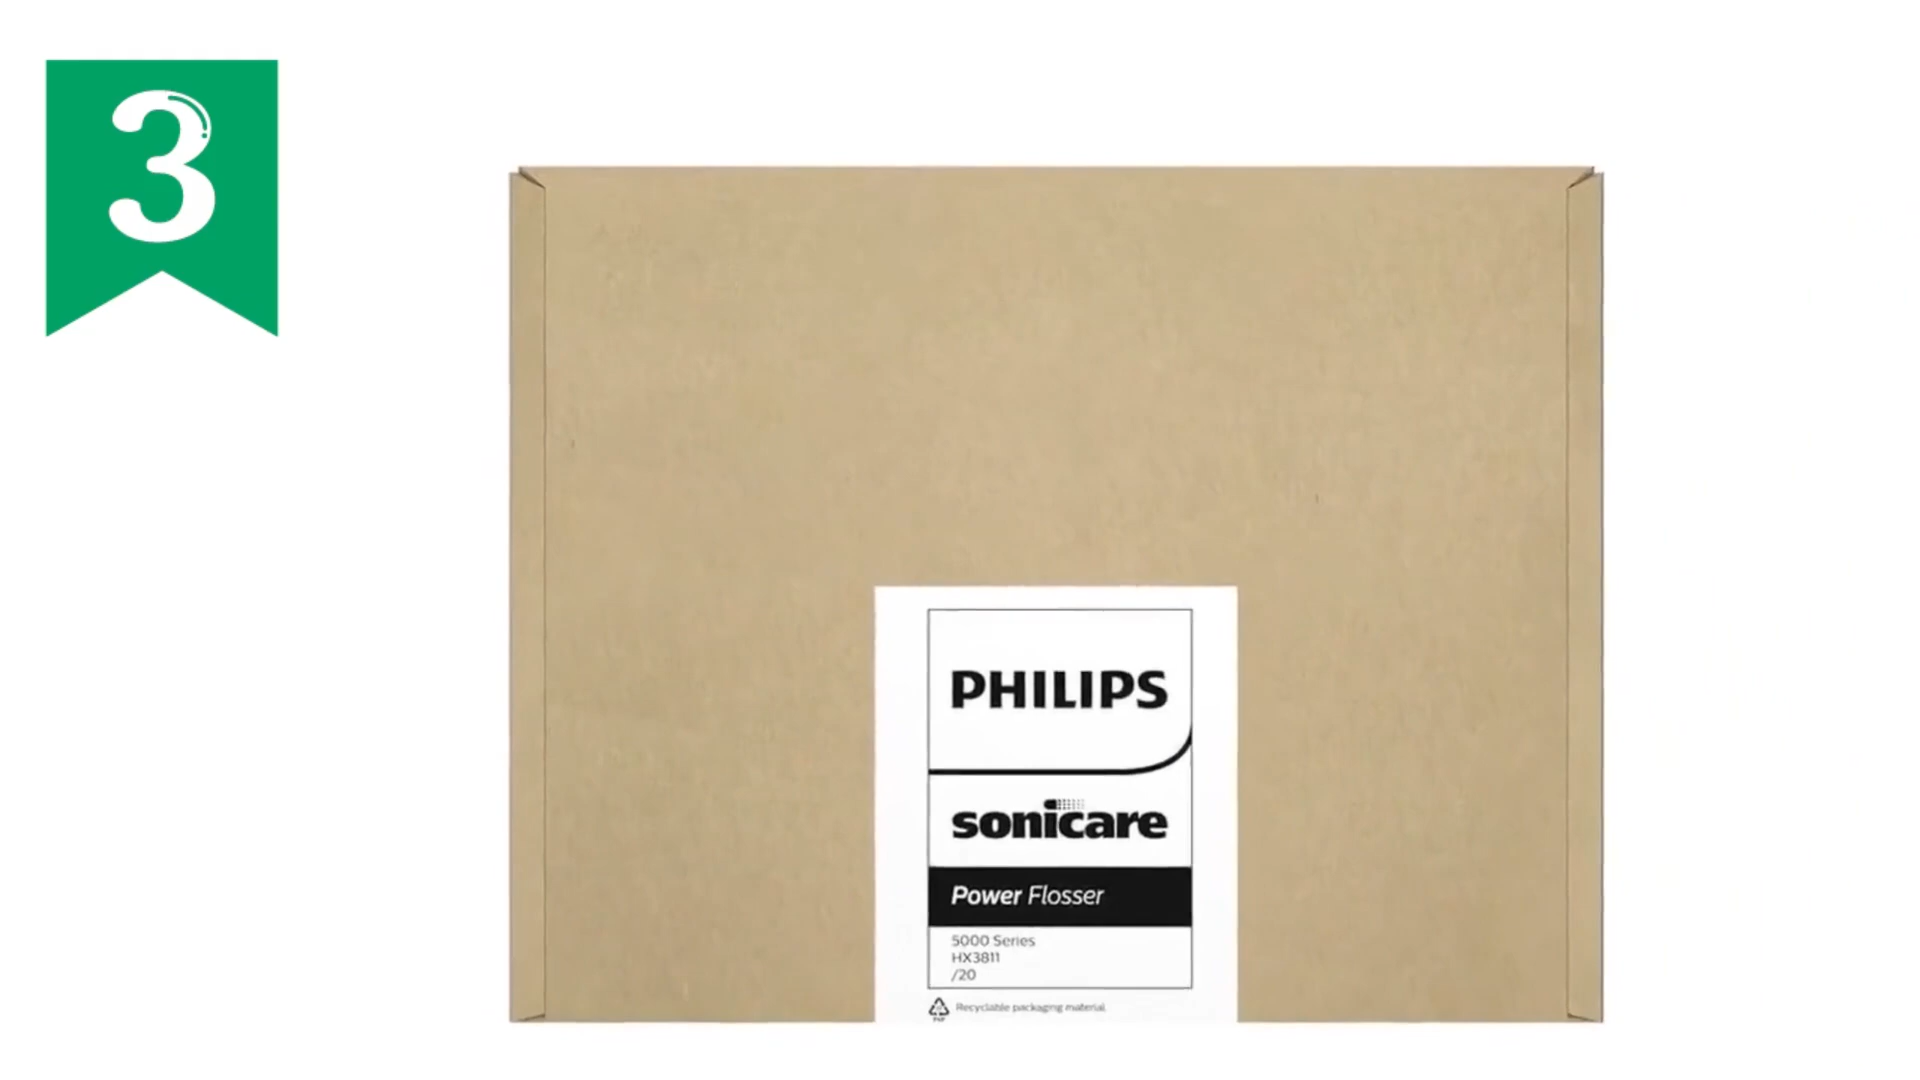 3
PHILIPS
sonicare
Power Flosser
5000 Series
HX3811
/20
Recyclable packaging material